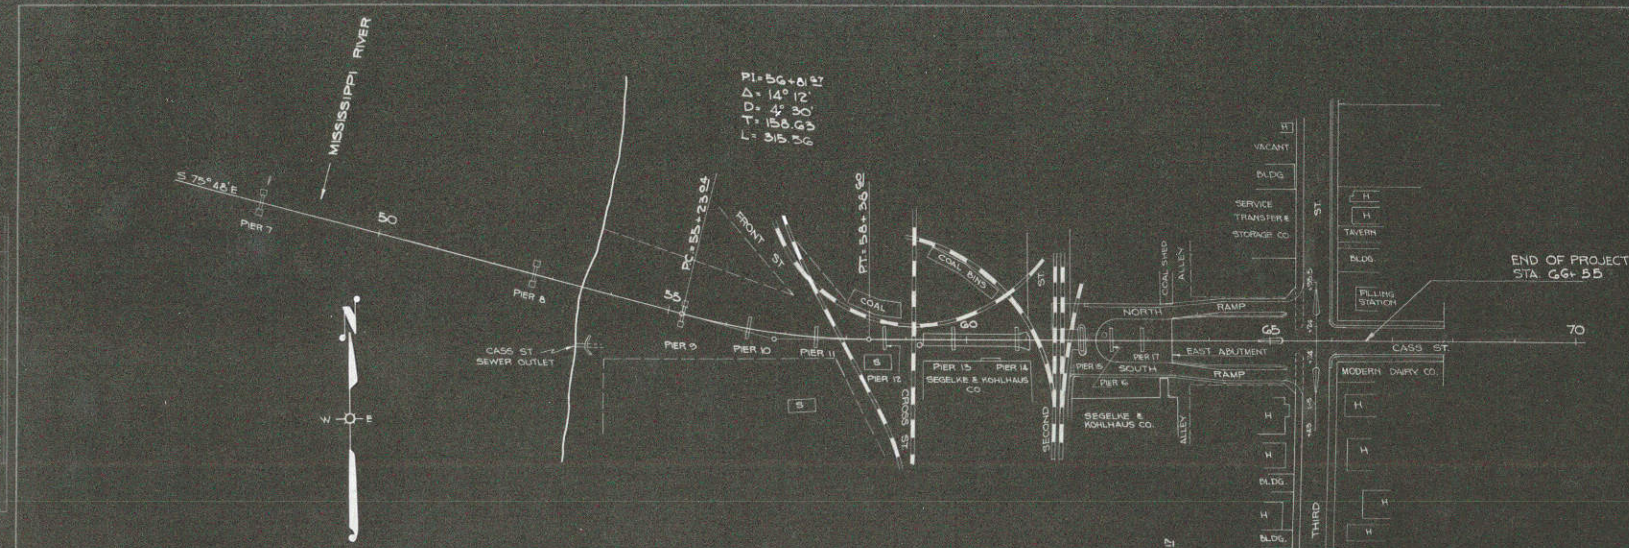 MISSISSIPPI RIVER
P.I. = 56+81.67
Δ = 14° 12'
D = 4° 30'
T = 158.63
L = 315.56
S 75° 48' E
PIER 7
50
PIER 8
CASS ST.
SEWER OUTLET
W
E
FRONT
ST.
P.C. = 55+23.04
55
PIER 9
PIER 10
PIER 11
S
S
P.T. = 58+38.60
COAL
COAL BINS
60
PIER 12
PIER 13
PIER 14
SEGELKE & KOHLHAUS
CO
CROSS ST.
SECOND
ST.
PIER 15
PIER 16
PIER 17
COAL SHED
ALLEY
NORTH
RAMP
EAST ABUTMENT
SOUTH
RAMP
SEGELKE &
KOHLHAUS CO.
ALLEY
H
VACANT
BLDG.
SERVICE
TRANSFER &
STORAGE CO.
65
ST.
THIRD
H
H
TAVERN
BLDG.
FILLING
STATION
END OF PROJECT
STA. 66+55
70
CASS ST.
MODERN DAIRY CO.
H
H
BLDG.
H
BLDG.
H
H
H
H